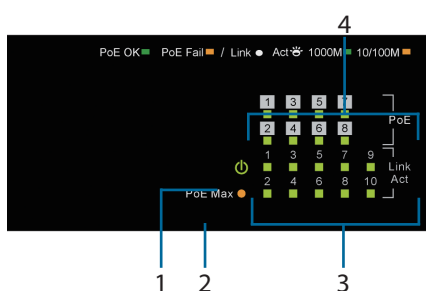 4
PoE OK PoE Fail / Link Act 1000M 10/100M
1 3 5 7
PoE
2 4 6 8
1 3 5 7 9
Link
2 4 6 8 10
Act
PoE Max
1 2 3